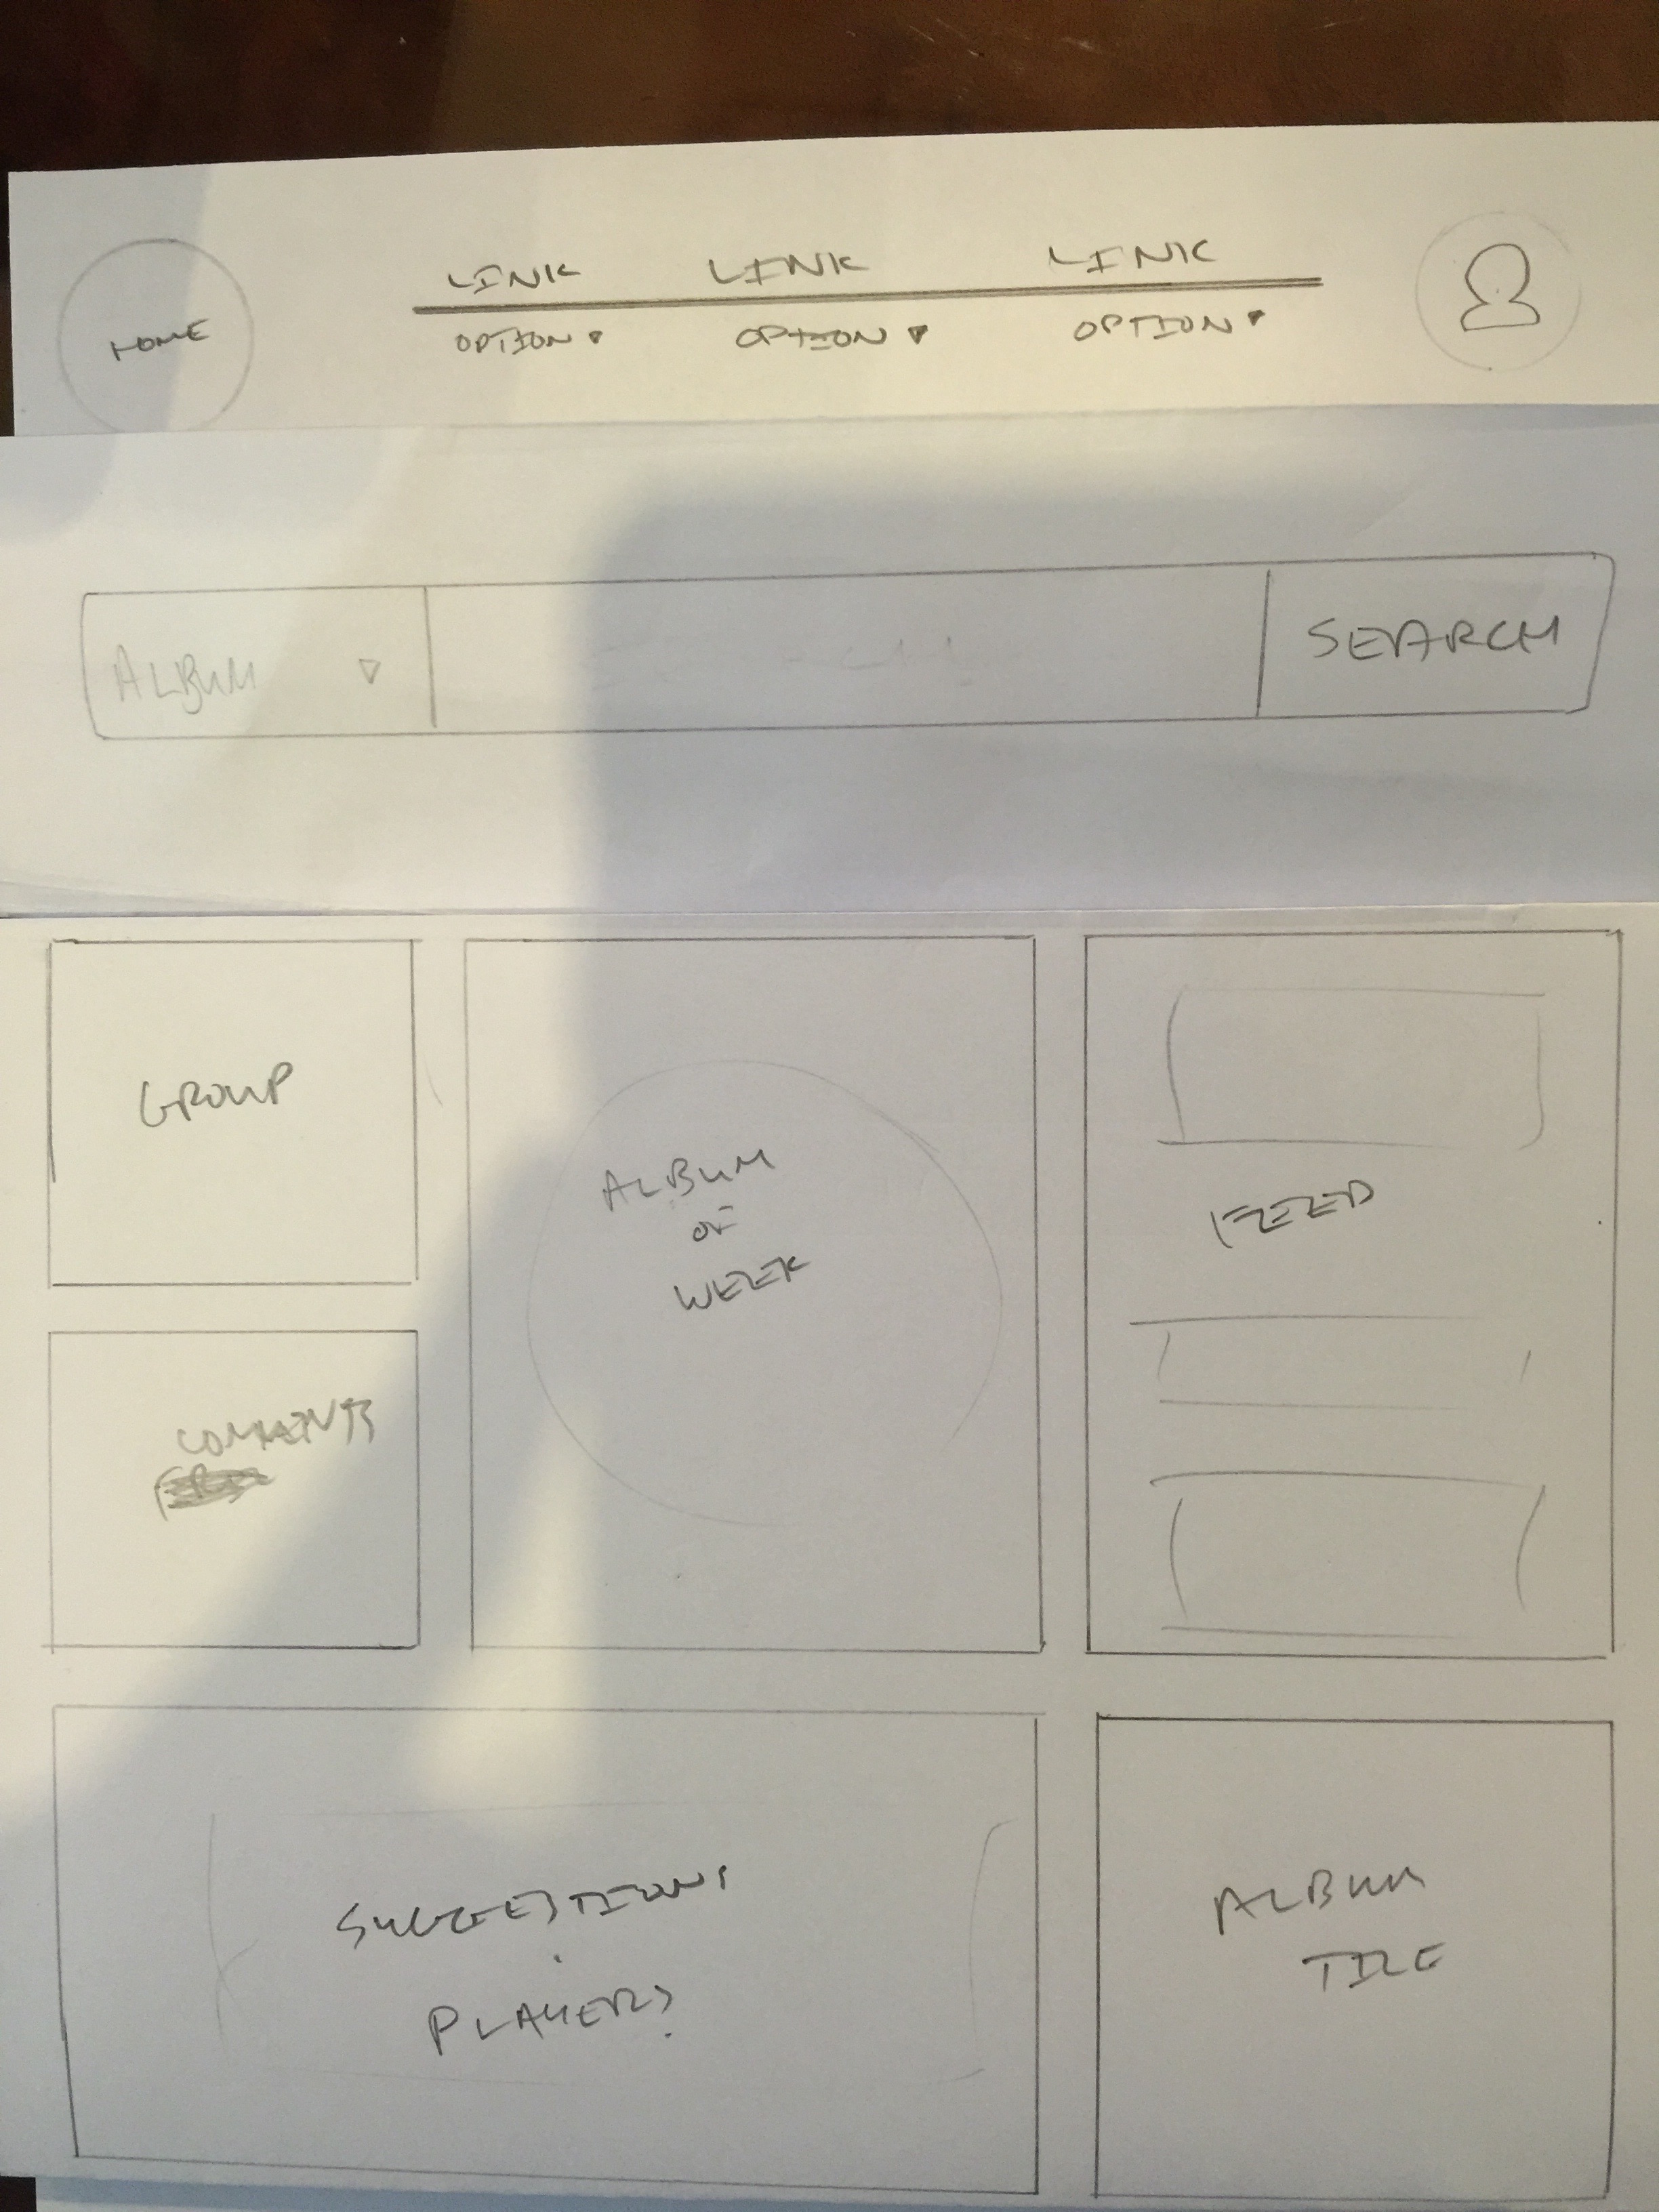 HOME
LINK LINK LINK
OPTION OPTION OPTION
ALBUM SEARCH
GROUP
ALBUM
OF
WEEK
FEED
COMMENTS
SUGGESTIONS
PLAYERS
ALBUM
TILE